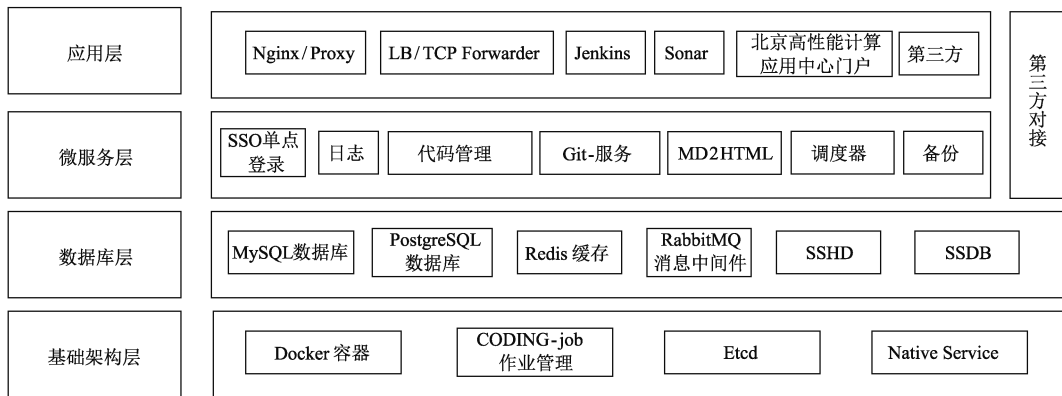 应用层
Nginx/Proxy
LB/TCP Forwarder
Jenkins
Sonar
北京高性能计算
应用中心门户
第三方
第三方对接
微服务层
SSO单点
登录
日志
代码管理
Git-服务
MD2HTML
调度器
备份
数据库层
MySQL数据库
PostgreSQL
数据库
Redis 缓存
RabbitMQ
消息中间件
SSHD
SSDB
基础架构层
Docker 容器
CODING-job
作业管理
Etcd
Native Service